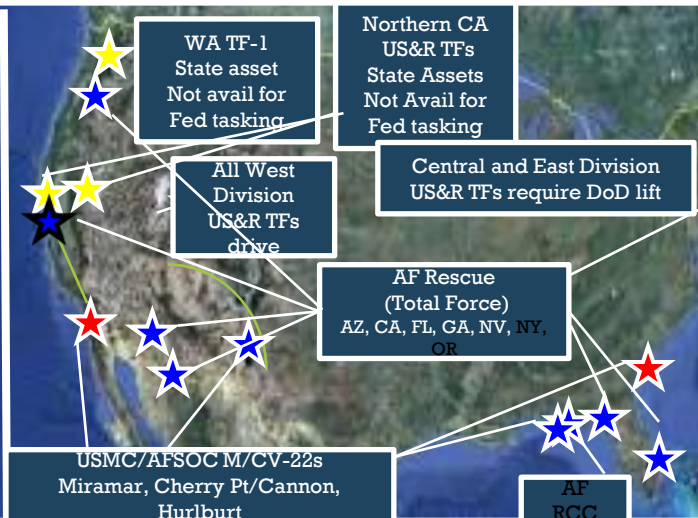 WA TF-1
State asset
Not avail for
Fed tasking
Northern CA
US&R TFs
State Assets
Not Avail for
Fed tasking
All West
Division
US&R TFs
drive
Central and East Division
US&R TFs require DoD lift
AF Rescue
(Total Force)
AZ, CA, FL, GA, NV, NY,
OR
USMC/AFSOC M/CV-22s
Miramar, Cherry Pt/Cannon,
Hurlburt
AF
RCC